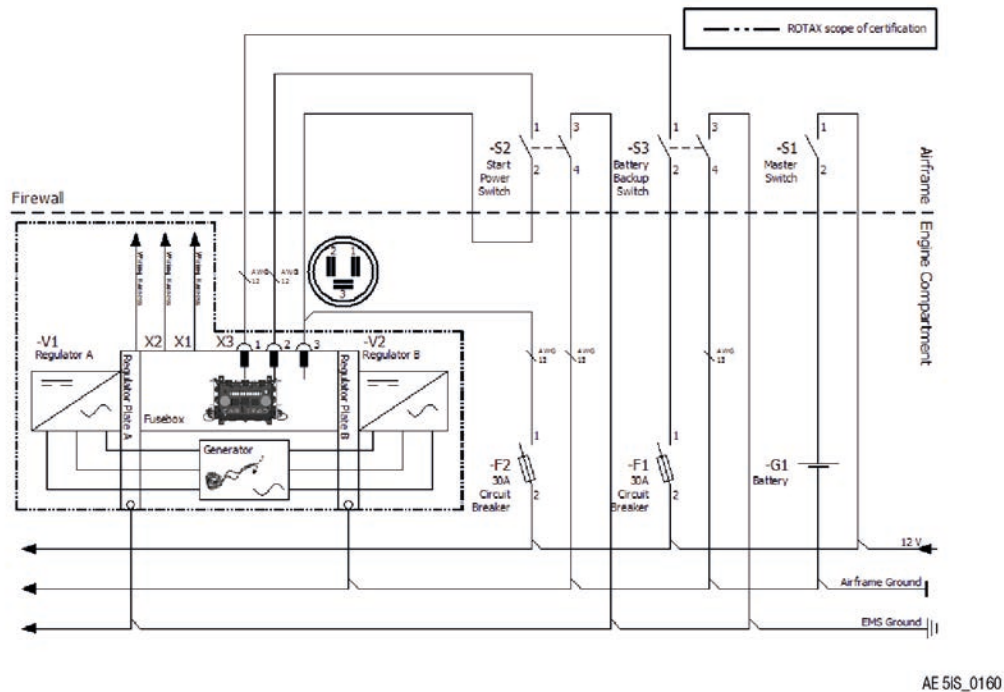 ROTAX scope of certification
1
3
1
3
1
-S2
Start
Power
Switch
2
4
-S3
Battery
Backup
Switch
2
4
-S1
Master
Switch
2
Airframe
Engine Compartment
Firewall
2
1
3
AWG
12
AWG
12
-V1
Regulator A
X2
X1
X3
1
2
3
-V2
Regulator B
Regulator Plate A
Fusebox
Regulator Plate B
Generator
AWG
12
AWG
12
AWG
12
1
-F2
30A
Circuit
Breaker
2
1
-F1
30A
Circuit
Breaker
2
-G1
Battery
12 V
Airframe Ground
EMS Ground
AE 5IS_0160